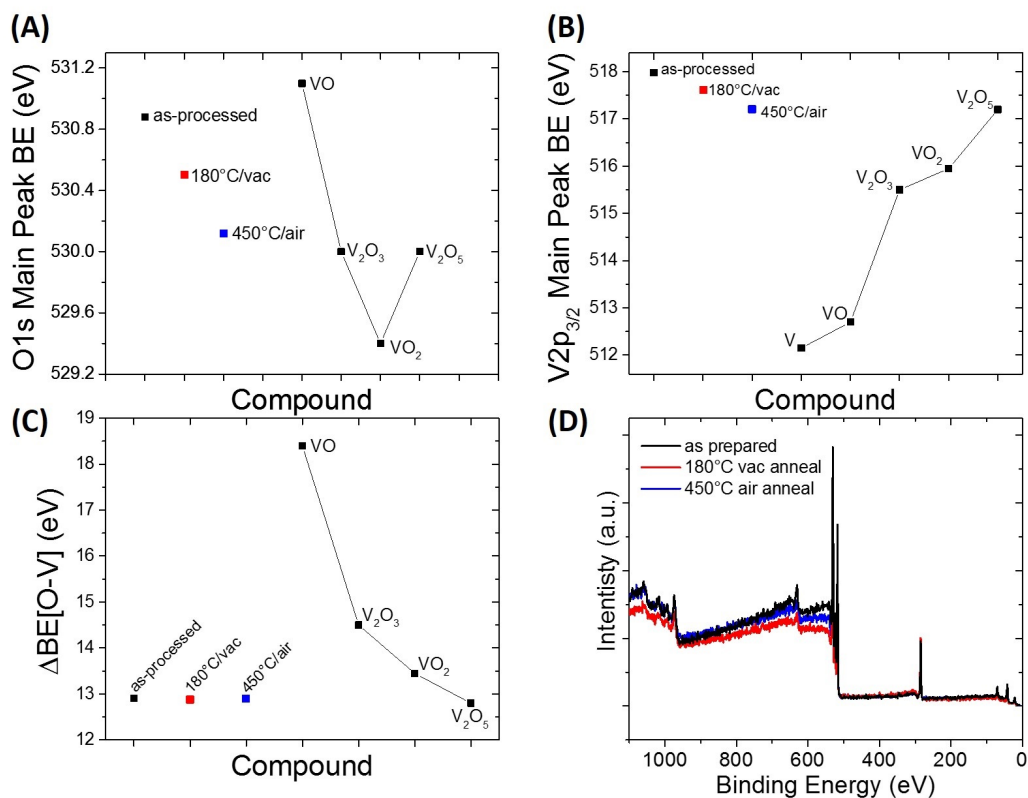 (A)
O1s Main Peak BE (eV)
531.2
530.8
530.4
530.0
529.6
529.2
as-processed
180°C/vac
450°C/air
VO
V₂O₃
VO₂
V₂O₅
Compound
(B)
V2p₃/₂ Main Peak BE (eV)
518
517
516
515
514
513
512
as-processed
180°C/vac
450°C/air
V
VO
V₂O₃
VO₂
V₂O₅
Compound
(C)
ΔBE[O-V] (eV)
19
18
17
16
15
14
13
12
as-processed
180°C/vac
450°C/air
VO
V₂O₃
VO₂
V₂O₅
Compound
(D)
Intentisty (a.u.)
as prepared
180°C vac anneal
450°C air anneal
1000 800 600 400 200 0
Binding Energy (eV)